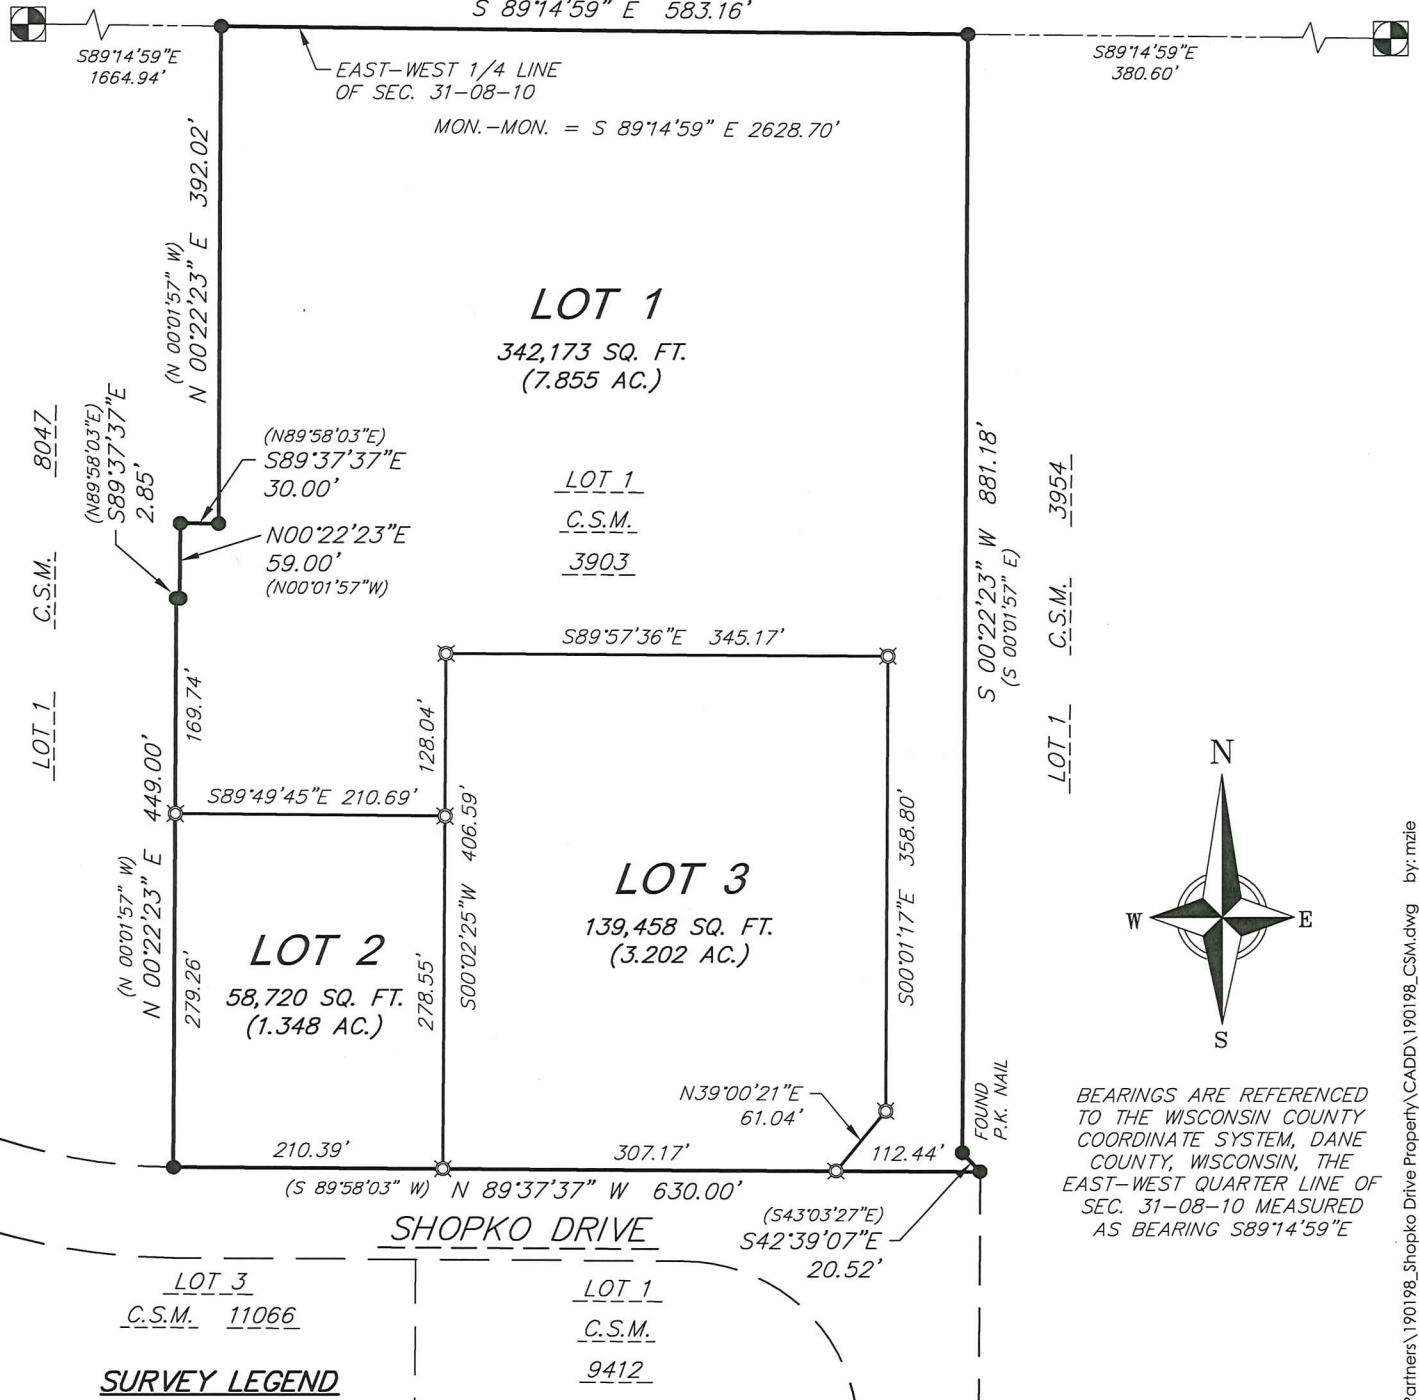 S 89°14'59" E 583.16'
S89°14'59"E
1664.94'
S89°14'59"E
380.60'
EAST-WEST 1/4 LINE
OF SEC. 31-08-10
MON.-MON. = S 89°14'59" E 2628.70'
(N 00°01'57" W)
N 00°22'23" E 392.02'
LOT 1
342,173 SQ. FT.
(7.855 AC.)
LOT 1 C.S.M. 8047
(N89°58'03"E)
S89°37'37"E
2.85'
(N89°58'03"E)
S89°37'37"E
30.00'
N00°22'23"E
59.00'
(N00°01'57"W)
LOT 1
C.S.M.
3903
S 00°22'23" W 881.18'
(S 00°01'57" E)
LOT 1 C.S.M. 3954
S89°57'36"E 345.17'
169.74'
128.04'
(N 00°01'57" W)
N 00°22'23" E 449.00'
S89°49'45"E 210.69'
S00°02'25"W 406.59'
S00°01'17"E 358.80'
LOT 3
139,458 SQ. FT.
(3.202 AC.)
LOT 2
58,720 SQ. FT.
(1.348 AC.)
279.26'
278.55'
N
W
E
S
N39°00'21"E
61.04'
FOUND
P.K. NAIL
210.39'
307.17'
112.44'
(S 89°58'03" W) N 89°37'37" W 630.00'
(S43°03'27"E)
S42°39'07"E
20.52'
SHOPKO DRIVE
BEARINGS ARE REFERENCED
TO THE WISCONSIN COUNTY
COORDINATE SYSTEM, DANE
COUNTY, WISCONSIN, THE
EAST-WEST QUARTER LINE OF
SEC. 31-08-10 MEASURED
AS BEARING S89°14'59"E
LOT 3
C.S.M. 11066
LOT 1
C.S.M.
9412
SURVEY LEGEND
Partners\190198_Shopko Drive Property\CADD\190198_CSM.dwg by: mzie